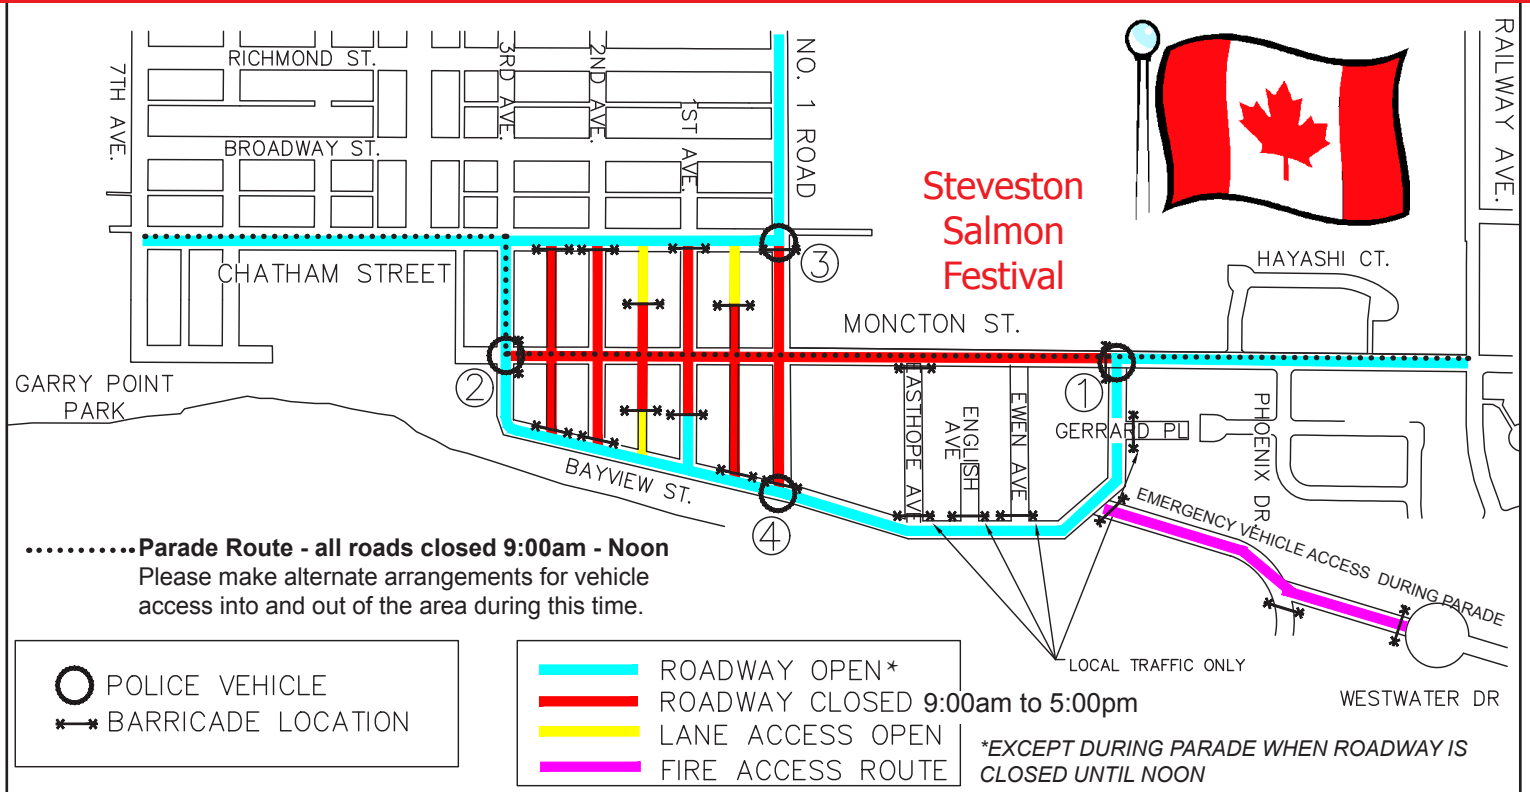 RICHMOND ST.
BROADWAY ST.
7TH AVE.
3RD AVE.
2ND AVE.
1ST AVE.
NO. 1 ROAD
RAILWAY AVE.
Steveston
Salmon
Festival
HAYASHI CT.
CHATHAM STREET
3
MONCTON ST.
2
1
GARRY POINT
PARK
EASTHOPE AVE
ENGLISH
AVE
EWEN AVE
GERRARD PL
PHOENIX DR
BAYVIEW ST.
4
EMERGENCY VEHICLE ACCESS DURING PARADE
Parade Route - all roads closed 9:00am - Noon
Please make alternate arrangements for vehicle
access into and out of the area during this time.
LOCAL TRAFFIC ONLY
WESTWATER DR
POLICE VEHICLE
BARRICADE LOCATION
ROADWAY OPEN*
ROADWAY CLOSED 9:00am to 5:00pm
LANE ACCESS OPEN
FIRE ACCESS ROUTE
*EXCEPT DURING PARADE WHEN ROADWAY IS
CLOSED UNTIL NOON